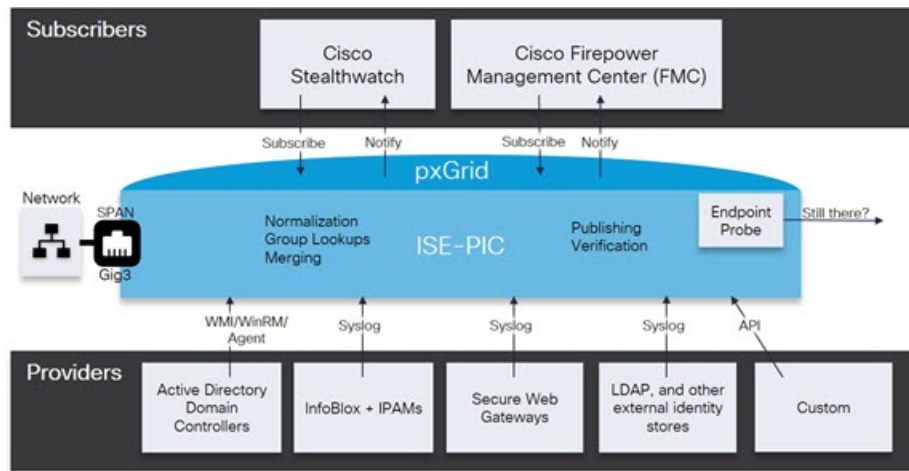 Subscribers
Cisco
Stealthwatch
Cisco Firepower
Management Center (FMC)
Subscribe
Notify
Subscribe
Notify
pxGrid
Network
SPAN
Gig3
Normalization
Group Lookups
Merging
ISE-PIC
Publishing
Verification
Endpoint
Probe
Still there?
WMI/WinRM/
Agent
Syslog
Syslog
Syslog
API
Providers
Active Directory
Domain
Controllers
InfoBlox + IPAMs
Secure Web
Gateways
LDAP, and other
external identity
stores
Custom